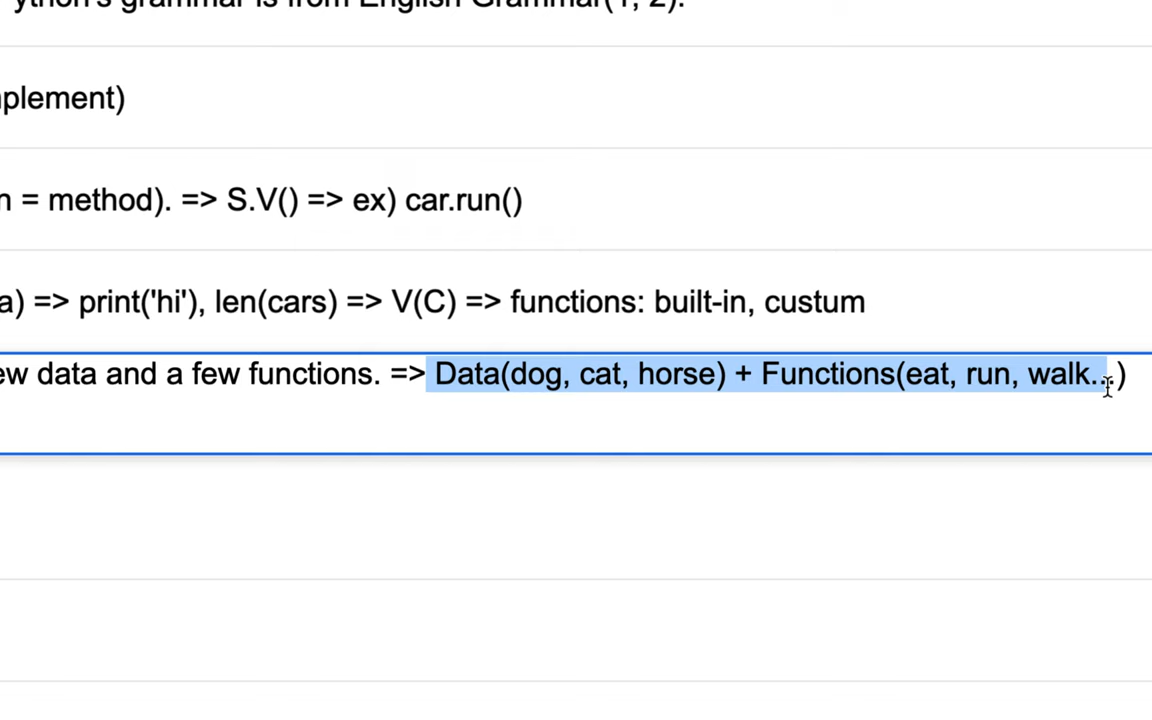 ython's grammar is from English Grammar(1, 2).
plement)
n = method). => S.V() => ex) car.run()
a) => print('hi'), len(cars) => V(C) => functions: built-in, custum
ew data and a few functions. => Data(dog, cat, horse) + Functions(eat, run, walk...)